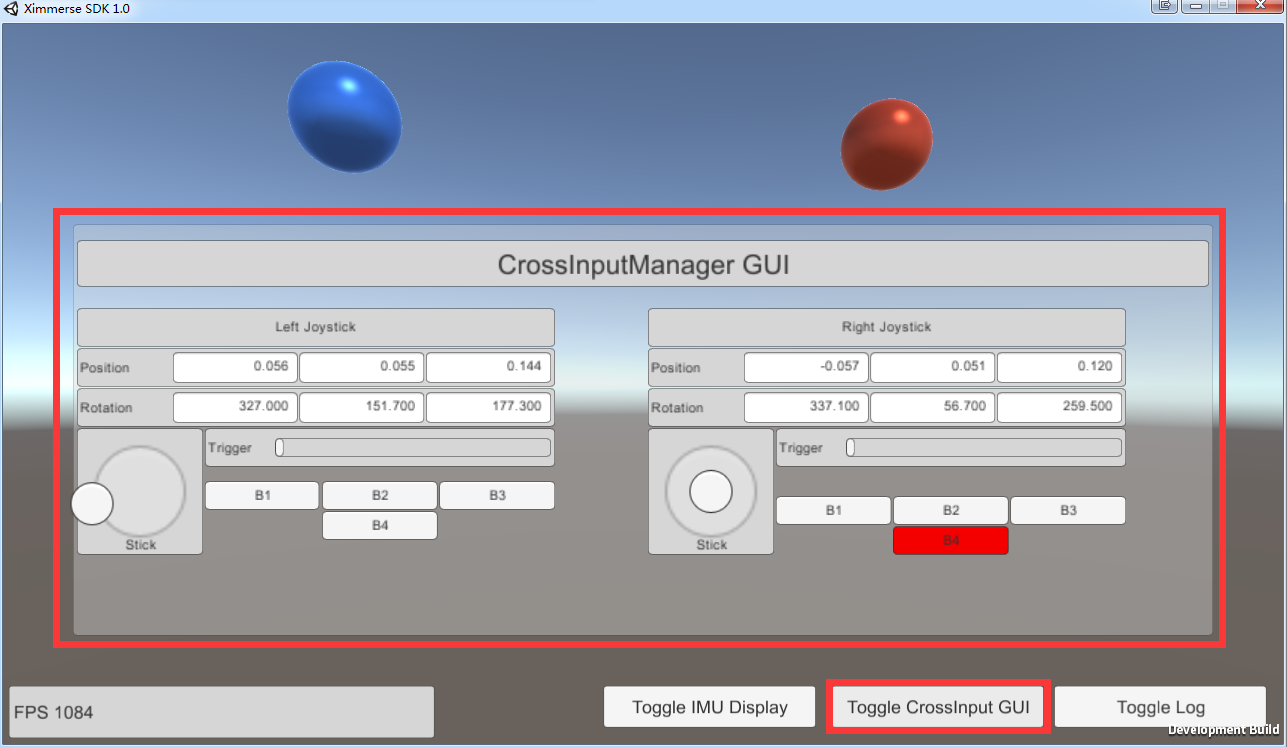 Ximmerse SDK 1.0
CrossInputManager GUI
Left Joystick
Position 0.056 0.055 0.144
Rotation 327.000 151.700 177.300
Trigger
B1 B2 B3
B4
Stick
Right Joystick
Position -0.057 0.051 0.120
Rotation 337.100 56.700 259.500
Trigger
B1 B2 B3
B4
Stick
FPS 1084
Toggle IMU Display
Toggle CrossInput GUI
Toggle Log
Development Build